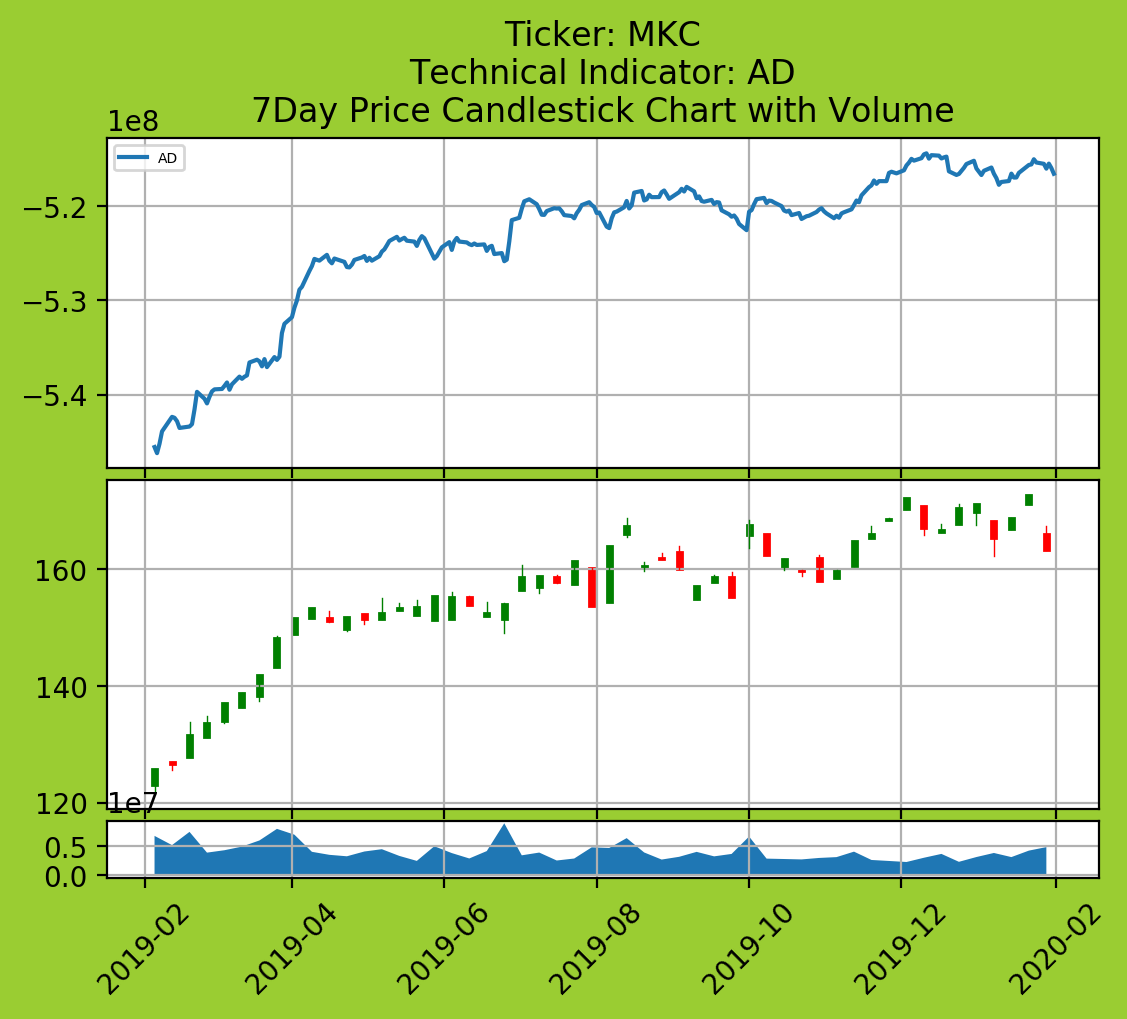 Ticker: MKC
Technical Indicator: AD
7Day Price Candlestick Chart with Volume
1e8
AD
−5.2
−5.3
−5.4
160
140
120
1e7
0.5
0.0
2019-02
2019-04
2019-06
2019-08
2019-10
2019-12
2020-02